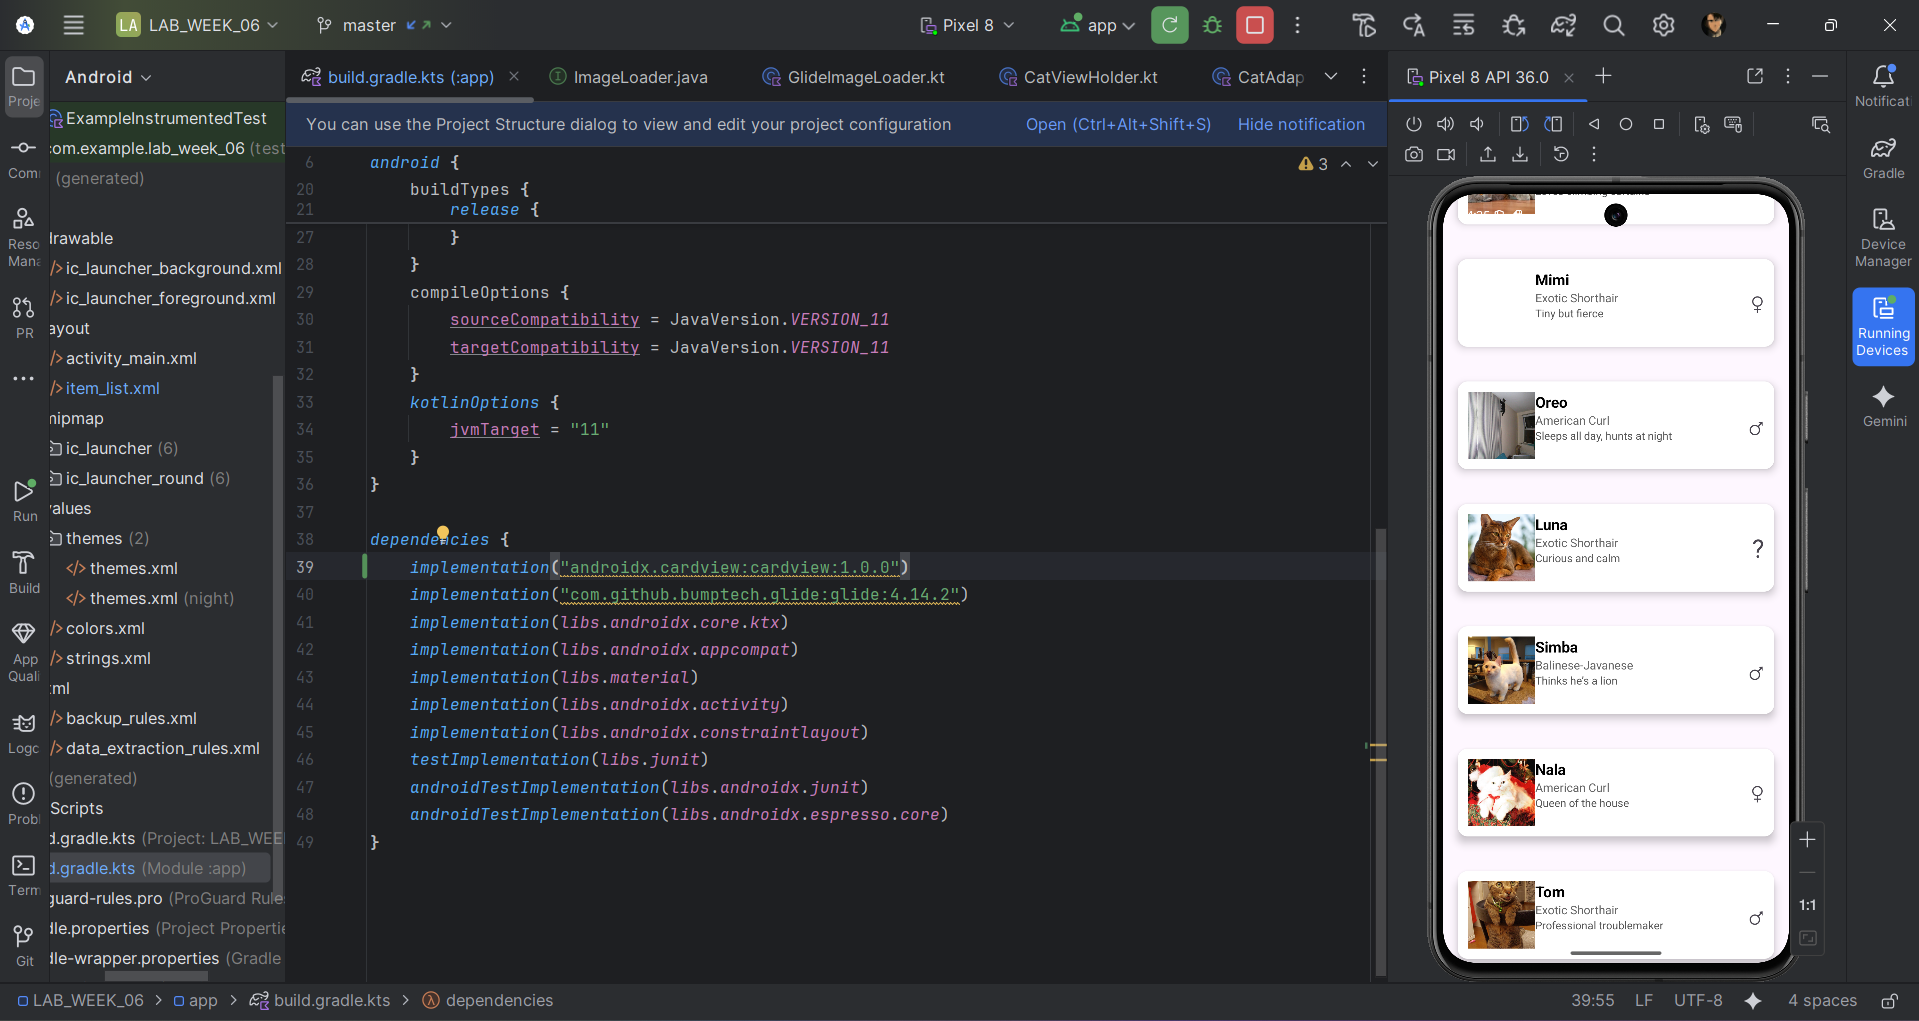 LA LAB_WEEK_06 master Pixel 8 app
Android
Proje
ExampleInstrumentedTest
com.example.lab_week_06 (test
(generated)
Com
rawable
Reso
Mana
ic_launcher_background.xml
ic_launcher_foreground.xml
ayout
PR
activity_main.xml
item_list.xml
mipmap
ic_launcher (6)
ic_launcher_round (6)
values
Run
themes (2)
themes.xml
Build
themes.xml (night)
colors.xml
App
Quali
strings.xml
xml
backup_rules.xml
Logc
data_extraction_rules.xml
(generated)
Scripts
Probl
d.gradle.kts (Project: LAB_WEE
d.gradle.kts (Module :app)
Term
guard-rules.pro (ProGuard Rule
dle.properties (Project Properti
Git
dle-wrapper.properties (Gradle
build.gradle.kts (:app) ImageLoader.java GlideImageLoader.kt CatViewHolder.kt CatAdap
You can use the Project Structure dialog to view and edit your project configuration Open (Ctrl+Alt+Shift+S) Hide notification
3
6 android {
20 buildTypes {
21 release {
27 }
28 }
29 compileOptions {
30 sourceCompatibility = JavaVersion.VERSION_11
31 targetCompatibility = JavaVersion.VERSION_11
32 }
33 kotlinOptions {
34 jvmTarget = "11"
35 }
36 }
37
38 dependencies {
39 implementation("androidx.cardview:cardview:1.0.0")
40 implementation("com.github.bumptech.glide:glide:4.14.2")
41 implementation(libs.androidx.core.ktx)
42 implementation(libs.androidx.appcompat)
43 implementation(libs.material)
44 implementation(libs.androidx.activity)
45 implementation(libs.androidx.constraintlayout)
46 testImplementation(libs.junit)
47 androidTestImplementation(libs.androidx.junit)
48 androidTestImplementation(libs.androidx.espresso.core)
49 }
Pixel 8 API 36.0
Mimi
Exotic Shorthair
Tiny but fierce
♀
Oreo
American Curl
Sleeps all day, hunts at night
♂
Luna
Exotic Shorthair
Curious and calm
?
Simba
Balinese-Javanese
Thinks he's a lion
♂
Nala
American Curl
Queen of the house
♀
Tom
Exotic Shorthair
Professional troublemaker
♂
1:1
Notificati
Gradle
Device
Manager
Running
Devices
Gemini
LAB_WEEK_06 > app > build.gradle.kts > dependencies 39:55 LF UTF-8 4 spaces